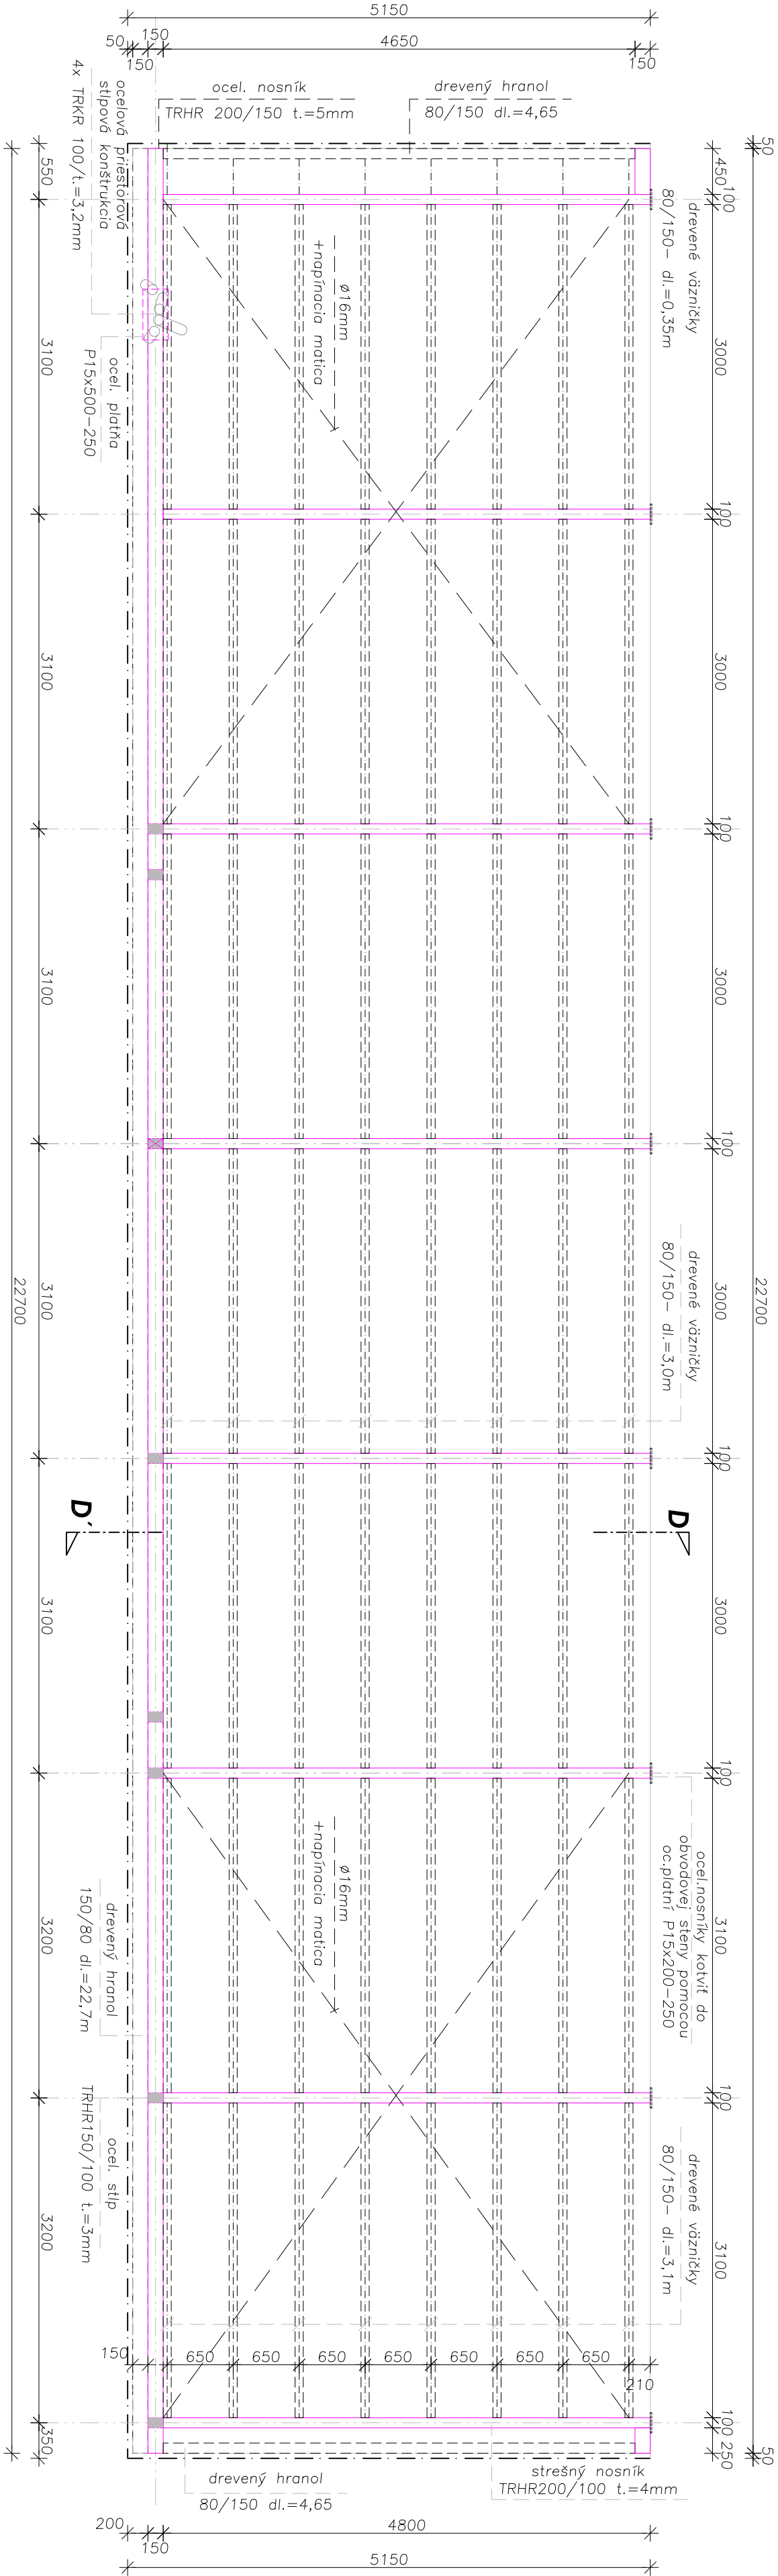 5150
50
150
150
4650
150
ocel. nosník
TRHR 200/150 t.=5mm
drevený hranol
80/150 dl.=4,65
ocelová priestorová
stĺpová konštrukcia
4x TRKR 100/t.=3,2mm
ocel. platňa
P15x500-250
ø16mm
+napínacia matica
drevené väzničky
80/150- dl.=0,35m
50
450
100
3000
100
3000
100
3000
100
3000
100
3000
100
3100
100
3100
100
250
50
22700
550
3100
3100
3100
3100
3100
3200
3200
350
22700
drevené väzničky
80/150- dl.=3,0m
D´
D
ocel.nosníky kotviť do
obvodovej steny pomocou
oc.platní P15x200-250
ø16mm
+napínacia matica
drevený hranol
150/80 dl.=22,7m
ocel. stĺp
TRHR150/100 t.=3mm
drevené väzničky
80/150- dl.=3,1m
150
650
650
650
650
650
650
650
210
drevený hranol
80/150 dl.=4,65
strešný nosník
TRHR200/100 t.=4mm
200
150
4800
5150